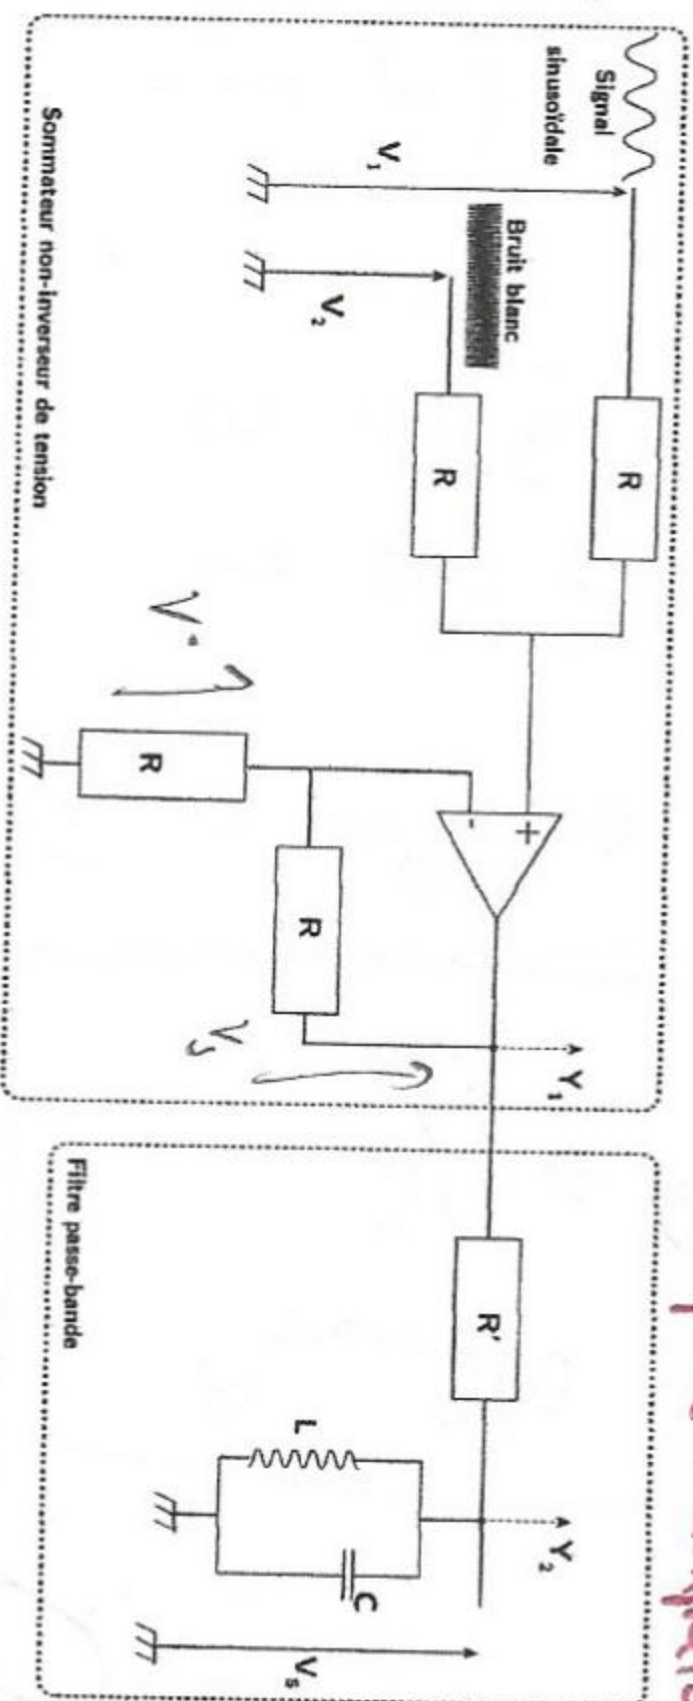 Signal
sinusoïdale
V₁
Bruit blanc
V₂
R
R
+
-
R
R
V⁻
Vs
Y₁
Sommateur non-inverseur de tension
R'
Y₂
L
C
Vs
Filtre passe-bande